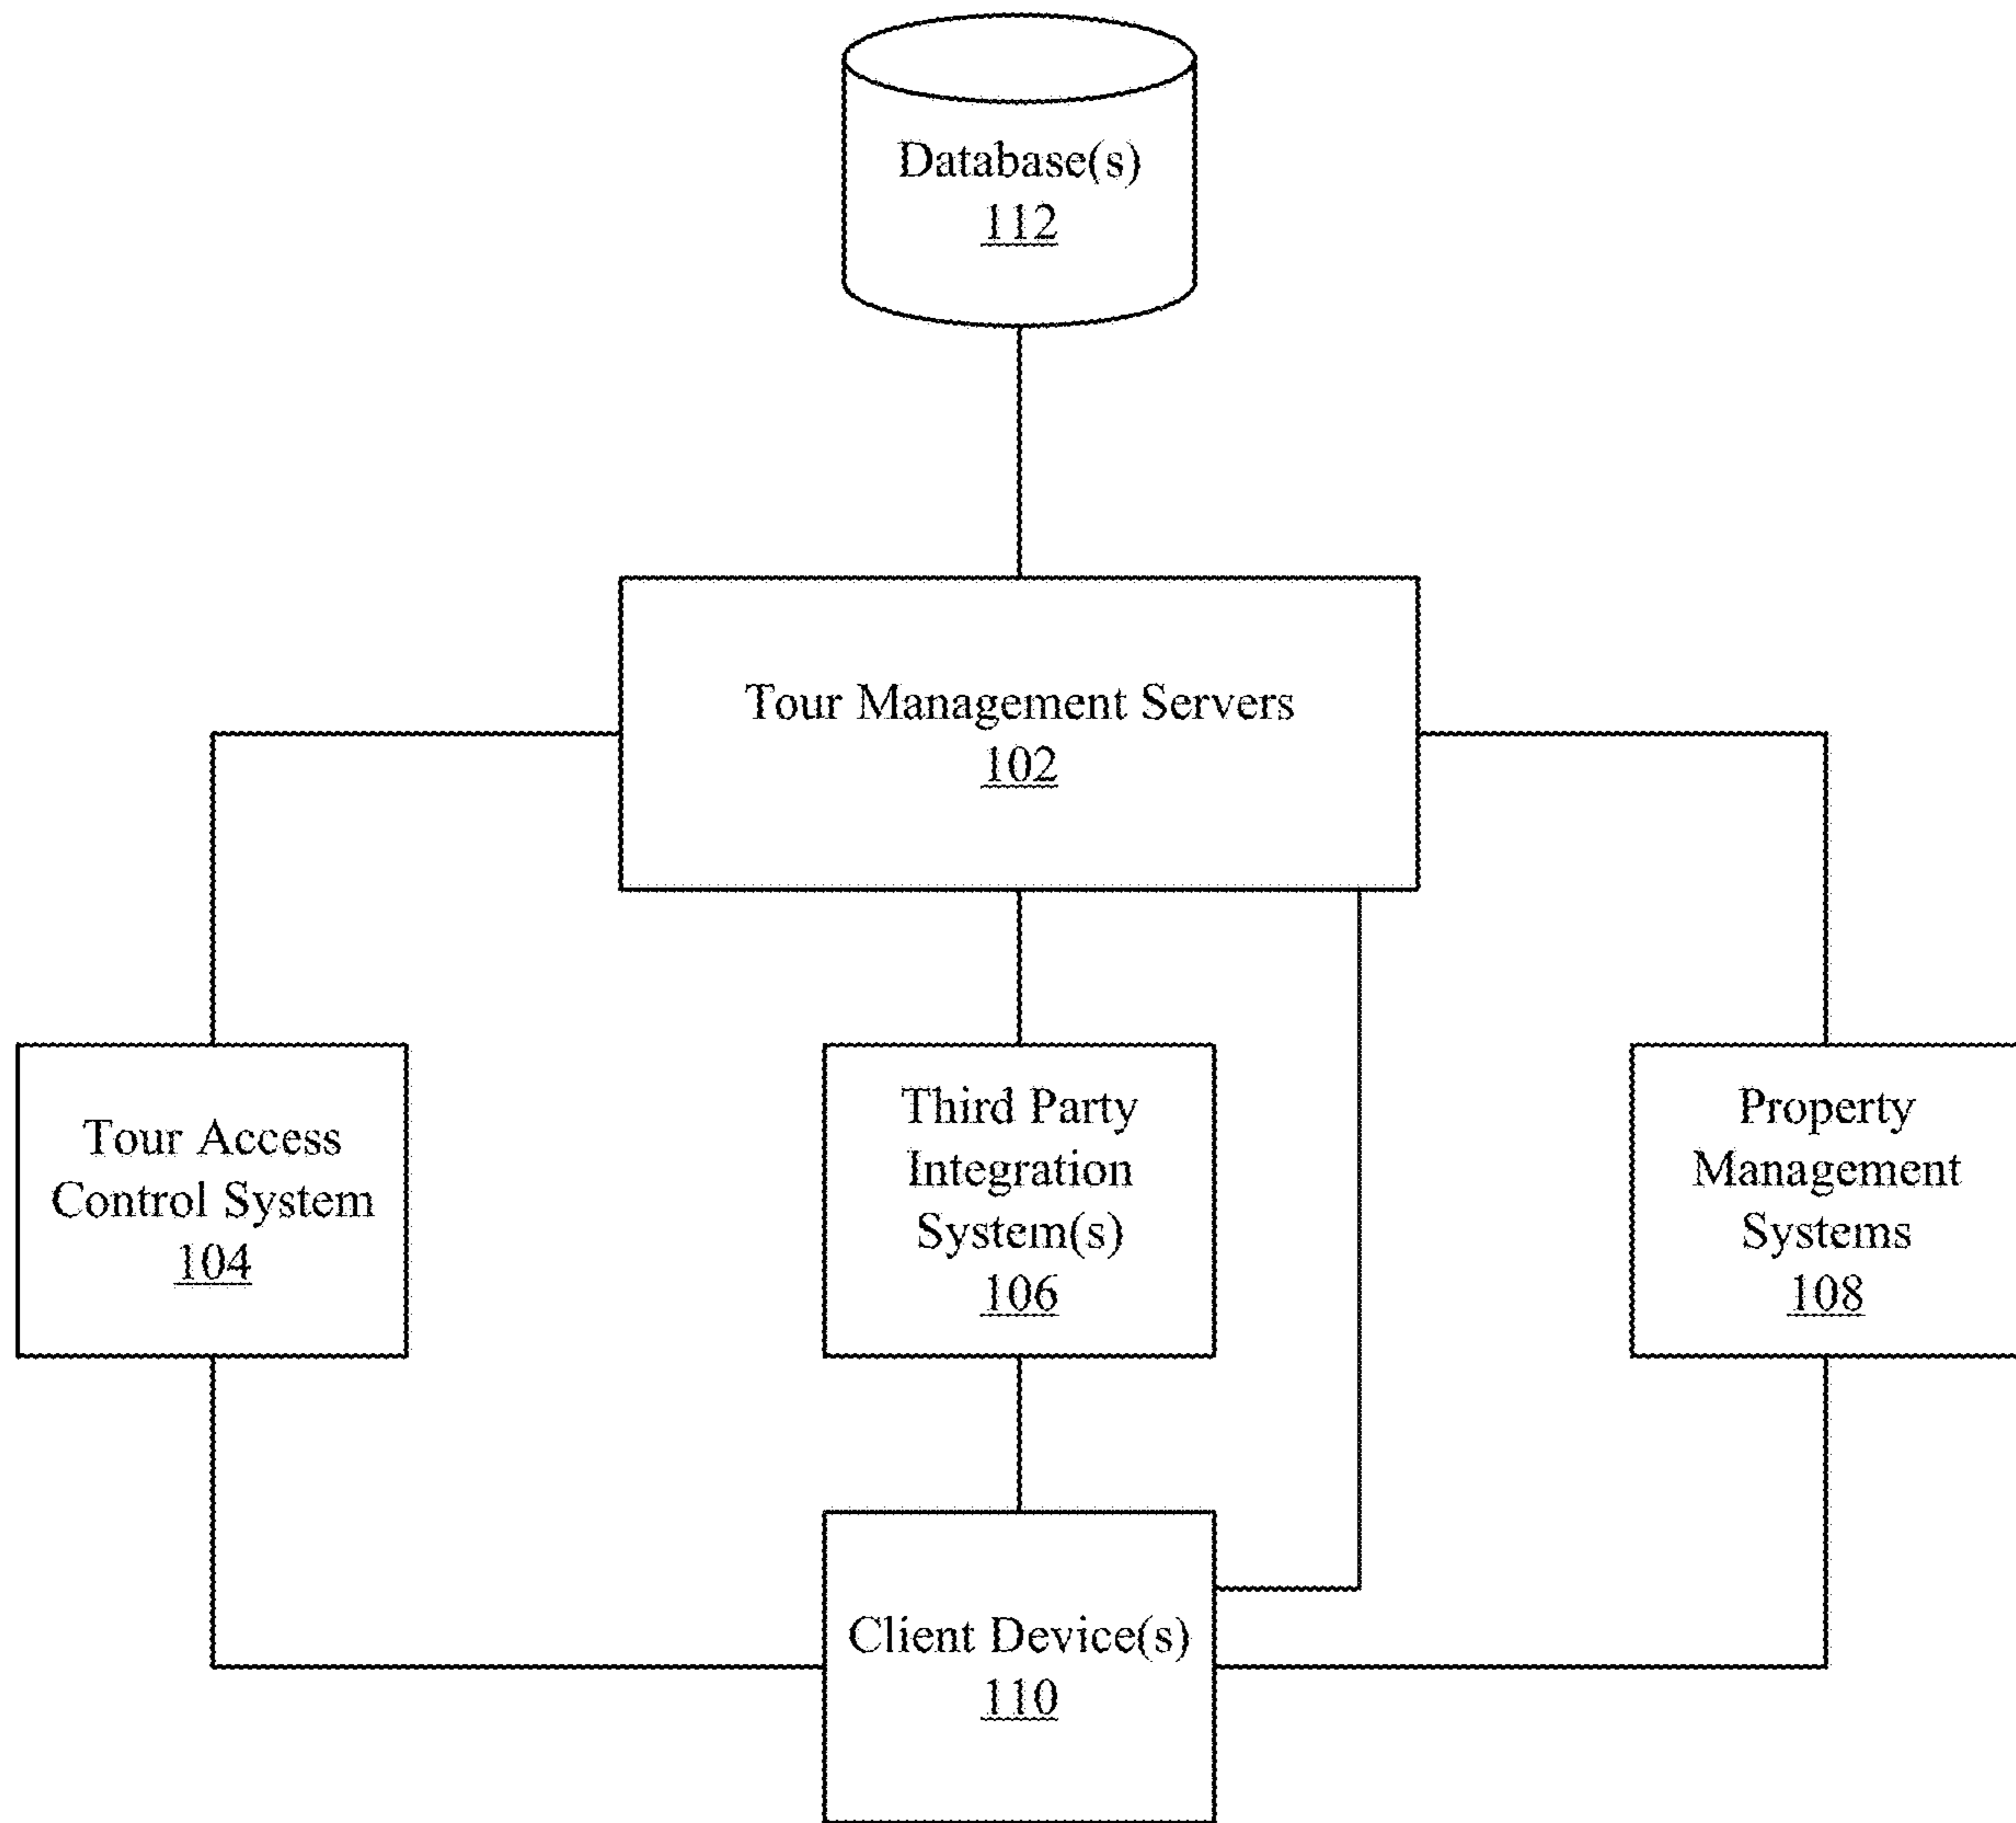 Database(s)
112
Tour Management Servers
102
Tour Access
Control System
104
Third Party
Integration
System(s)
106
Property
Management
Systems
108
Client Device(s)
110